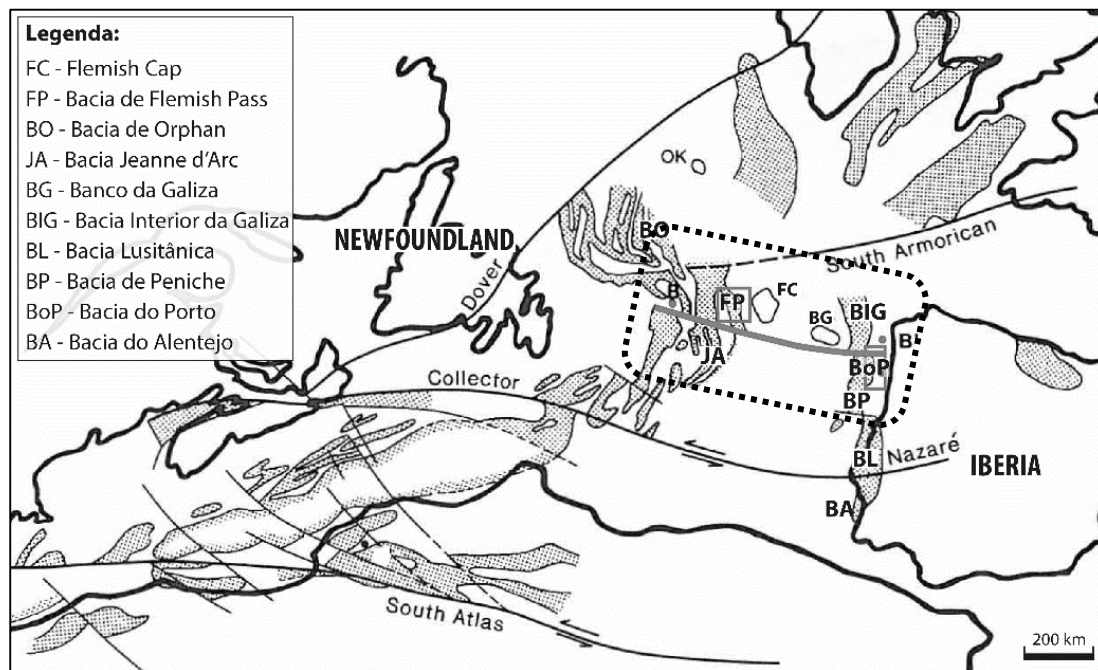 Legenda:
FC - Flemish Cap
FP - Bacia de Flemish Pass
BO - Bacia de Orphan
JA - Bacia Jeanne d'Arc
BG - Banco da Galiza
BIG - Bacia Interior da Galiza
BL - Bacia Lusitânica
BP - Bacia de Peniche
BoP - Bacia do Porto
BA - Bacia do Alentejo
OK
NEWFOUNDLAND
BO
South Armorican
Dover
B
FP
FC
BG
BIG
B
JA
BoP
Collector
BP
Nazaré
BL
IBERIA
BA
South Atlas
200 km